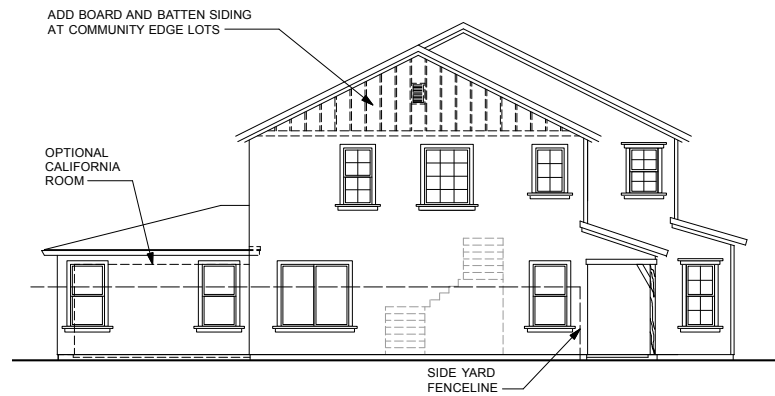 ADD BOARD AND BATTEN SIDING
AT COMMUNITY EDGE LOTS
OPTIONAL
CALIFORNIA
ROOM
SIDE YARD
FENCELINE